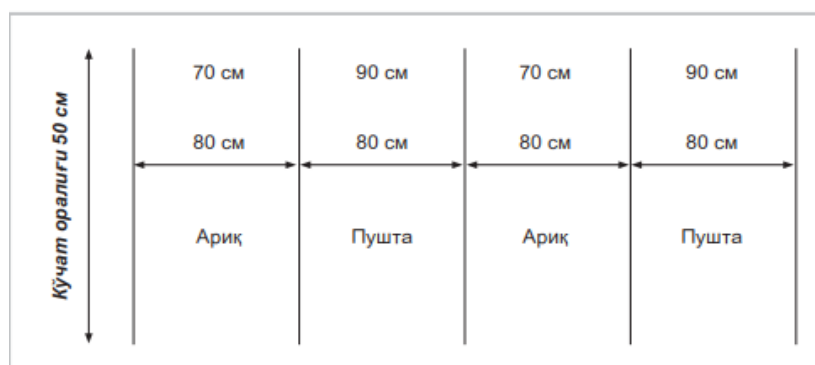 Кўчат оралиғи 50 см
70 см 90 см 70 см 90 см
80 см 80 см 80 см 80 см
Ариқ Пушта Ариқ Пушта